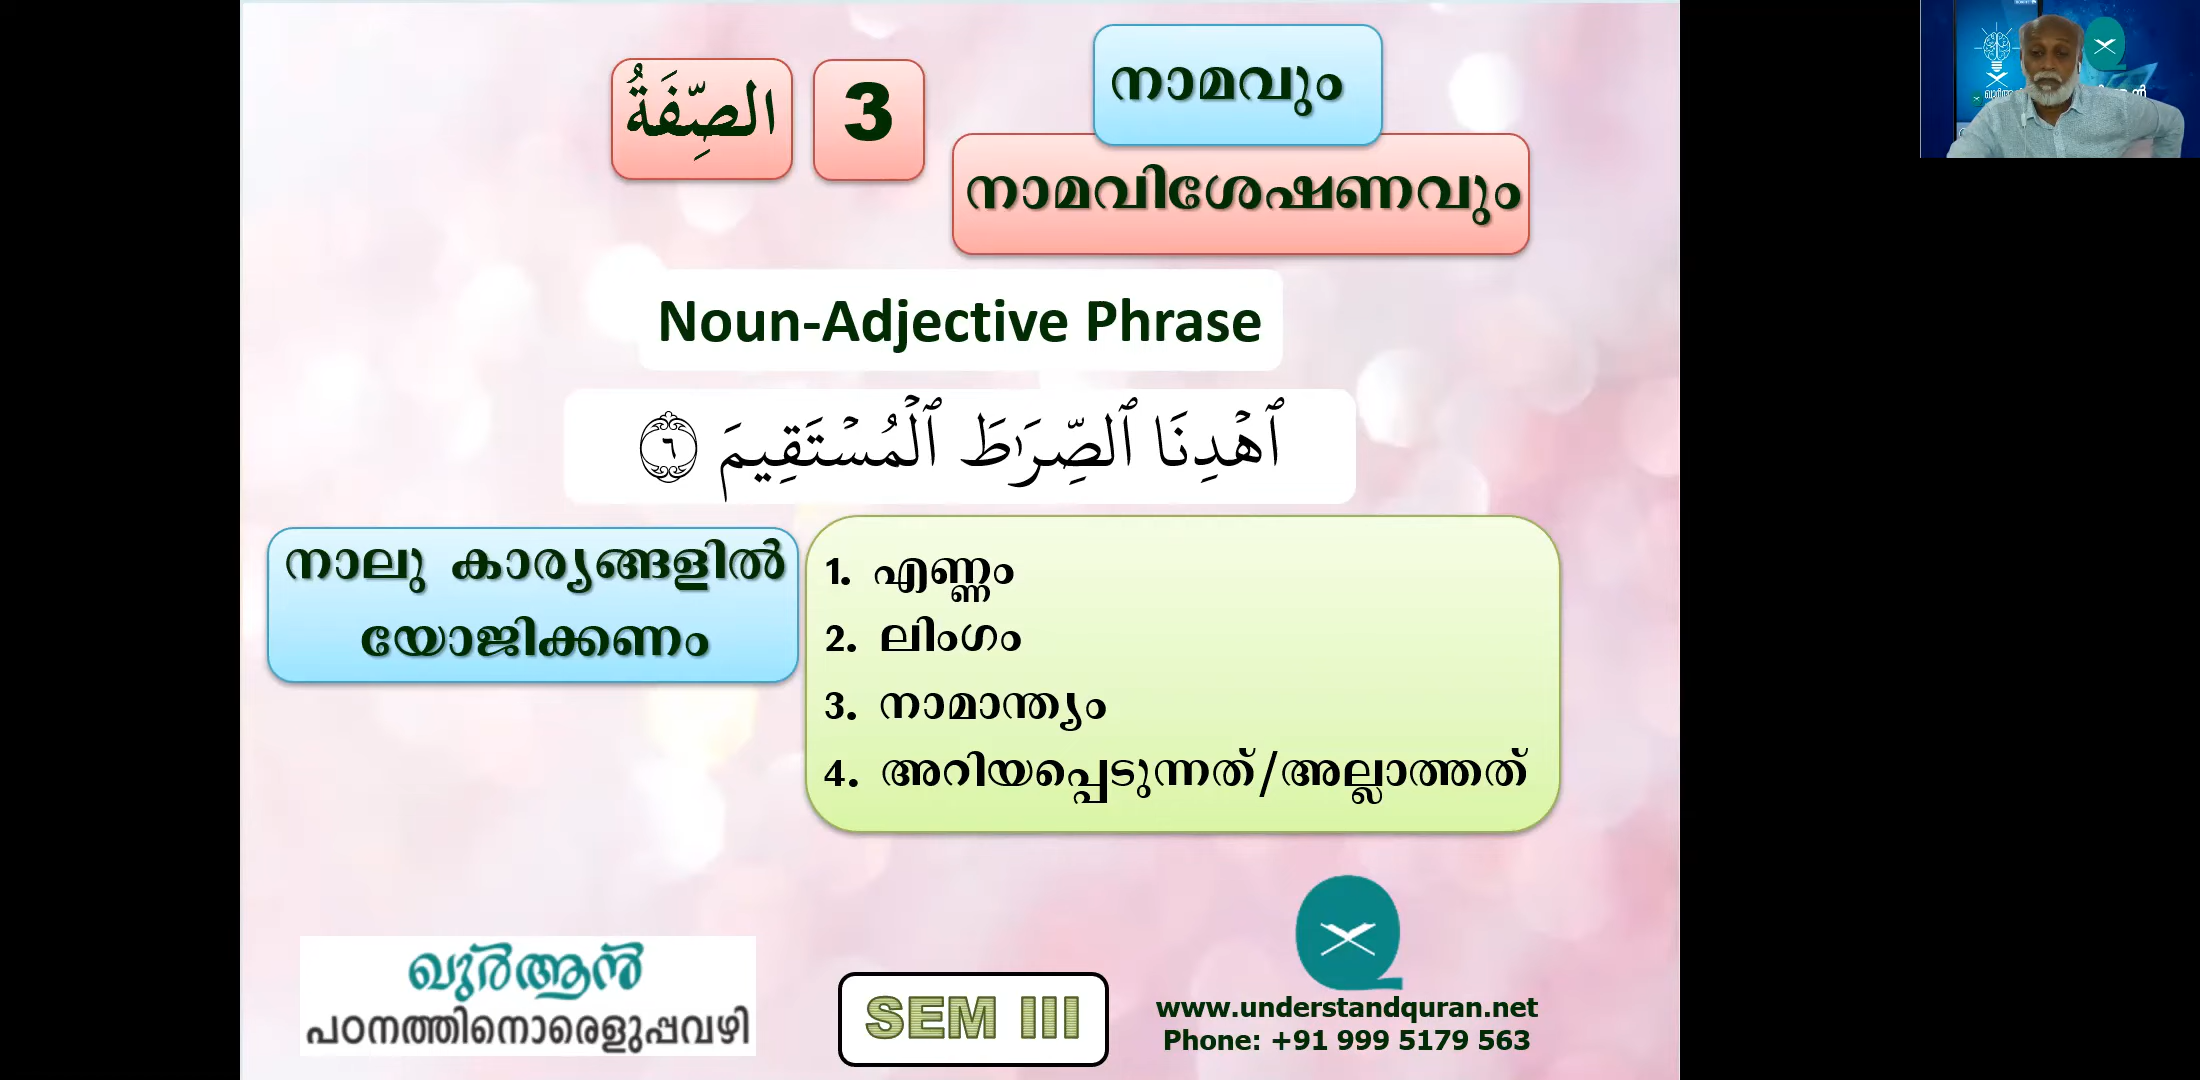 الصِّفَةُ 3 നാമവും
നാമവിശേഷണവും
Noun-Adjective Phrase
ٱهۡدِنَا ٱلصِّرَٰطَ ٱلۡمُسۡتَقِيمَ ٦
നാലു കാര്യങ്ങളിൽ
യോജിക്കണം
1. എണ്ണം
2. ലിംഗം
3. നാമാന്ത്യം
4. അറിയപ്പെടുന്നത്/അല്ലാത്തത്
ഖുർആൻ
പഠനത്തിനൊരെളുപ്പവഴി
SEM III
www.understandquran.net
Phone: +91 999 5179 563